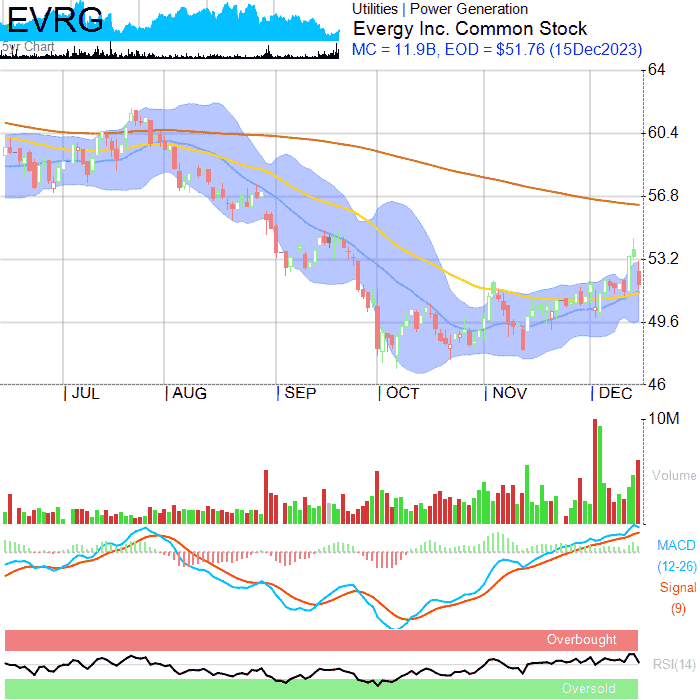 EVRG
5yr Chart
Utilities | Power Generation
Evergy Inc. Common Stock
MC = 11.9B, EOD = $51.76 (15Dec2023)
64
60.4
56.8
53.2
49.6
46
| JUL | AUG | SEP | OCT | NOV | DEC
10M
Volume
MACD
(12-26)
Signal
(9)
Overbought
RSI(14)
Oversold